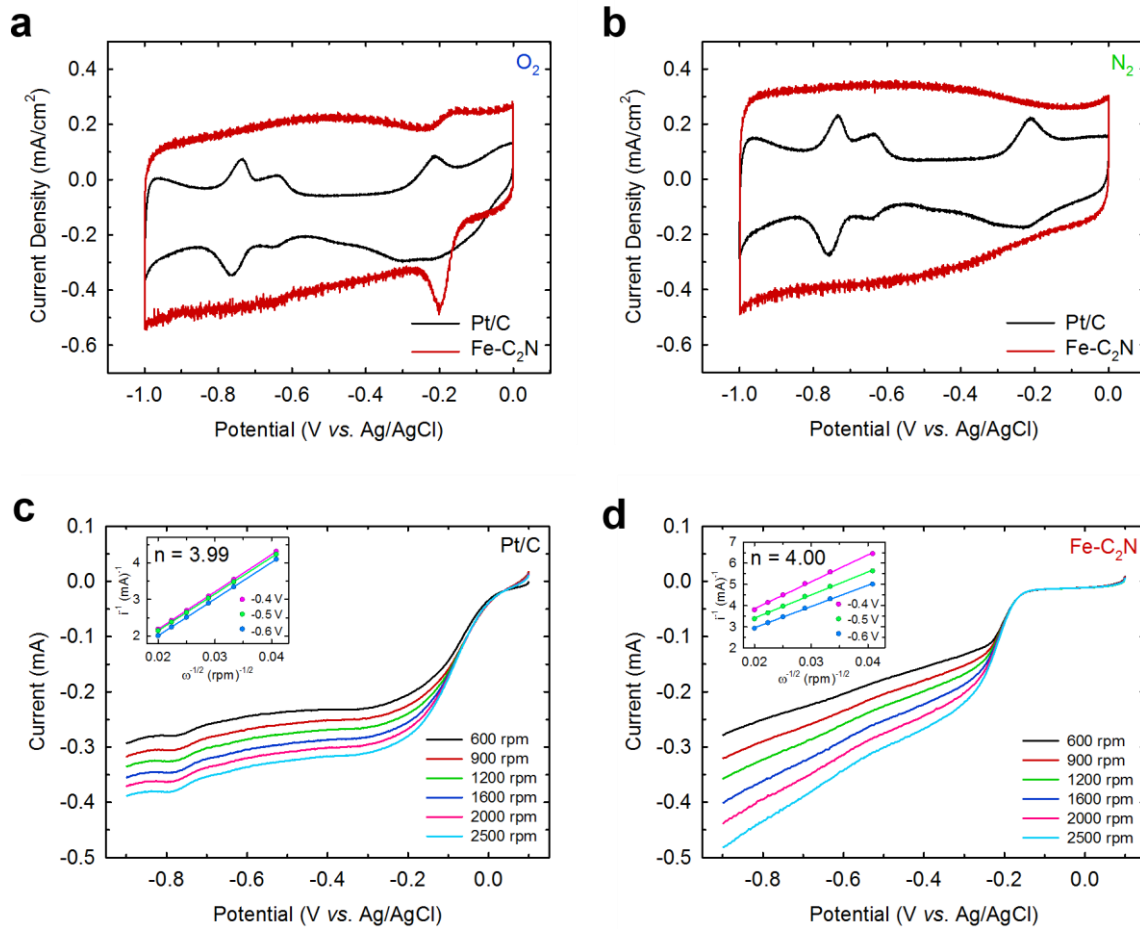 a
O₂
Current Density (mA/cm²)
0.4
0.2
0.0
-0.2
-0.4
-0.6
Pt/C
Fe-C₂N
-1.0 -0.8 -0.6 -0.4 -0.2 0.0
Potential (V vs. Ag/AgCl)
b
N₂
Current Density (mA/cm²)
0.4
0.2
0.0
-0.2
-0.4
-0.6
Pt/C
Fe-C₂N
-1.0 -0.8 -0.6 -0.4 -0.2 0.0
Potential (V vs. Ag/AgCl)
c
Pt/C
Current (mA)
0.1
0.0
-0.1
-0.2
-0.3
-0.4
-0.5
n = 3.99
i⁻¹ (mA)⁻¹
4
3
2
-0.4 V
-0.5 V
-0.6 V
0.02 0.03 0.04
ω⁻¹/² (rpm)⁻¹/²
600 rpm
900 rpm
1200 rpm
1600 rpm
2000 rpm
2500 rpm
-0.8 -0.6 -0.4 -0.2 0.0
Potential (V vs. Ag/AgCl)
d
Fe-C₂N
Current (mA)
0.1
0.0
-0.1
-0.2
-0.3
-0.4
-0.5
n = 4.00
i⁻¹ (mA)⁻¹
7
6
5
4
3
2
1
-0.4 V
-0.5 V
-0.6 V
0.02 0.03 0.04
ω⁻¹/² (rpm)⁻¹/²
600 rpm
900 rpm
1200 rpm
1600 rpm
2000 rpm
2500 rpm
-0.8 -0.6 -0.4 -0.2 0.0
Potential (V vs. Ag/AgCl)